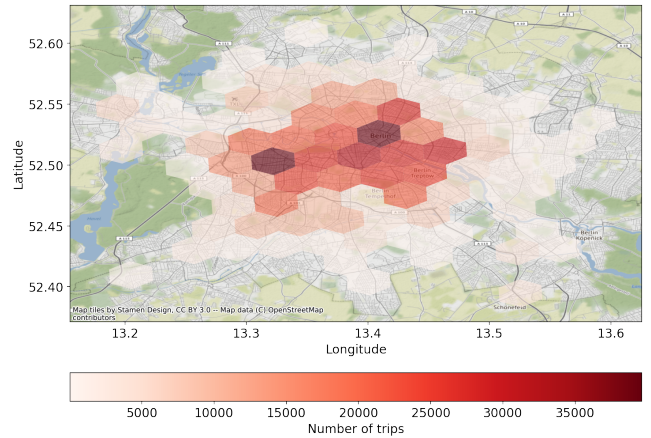 52.60
52.55
52.50
52.45
52.40
Latitude
Berlin
Berlin
Berlin
Köpenick
Schönefeld
Map tiles by Stamen Design, CC BY 3.0 -- Map data (C) OpenStreetMap
contributors
13.2
13.3
13.4
13.5
13.6
Longitude
5000
10000
15000
20000
25000
30000
35000
Number of trips